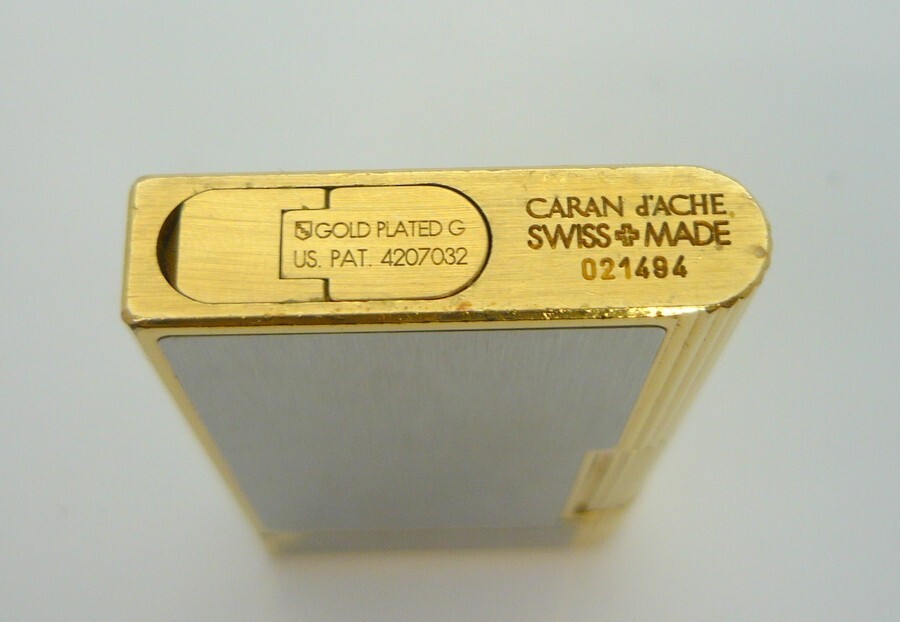 GOLD PLATED G
US. PAT. 4207032
CARAN d'ACHE
SWISS MADE
021494